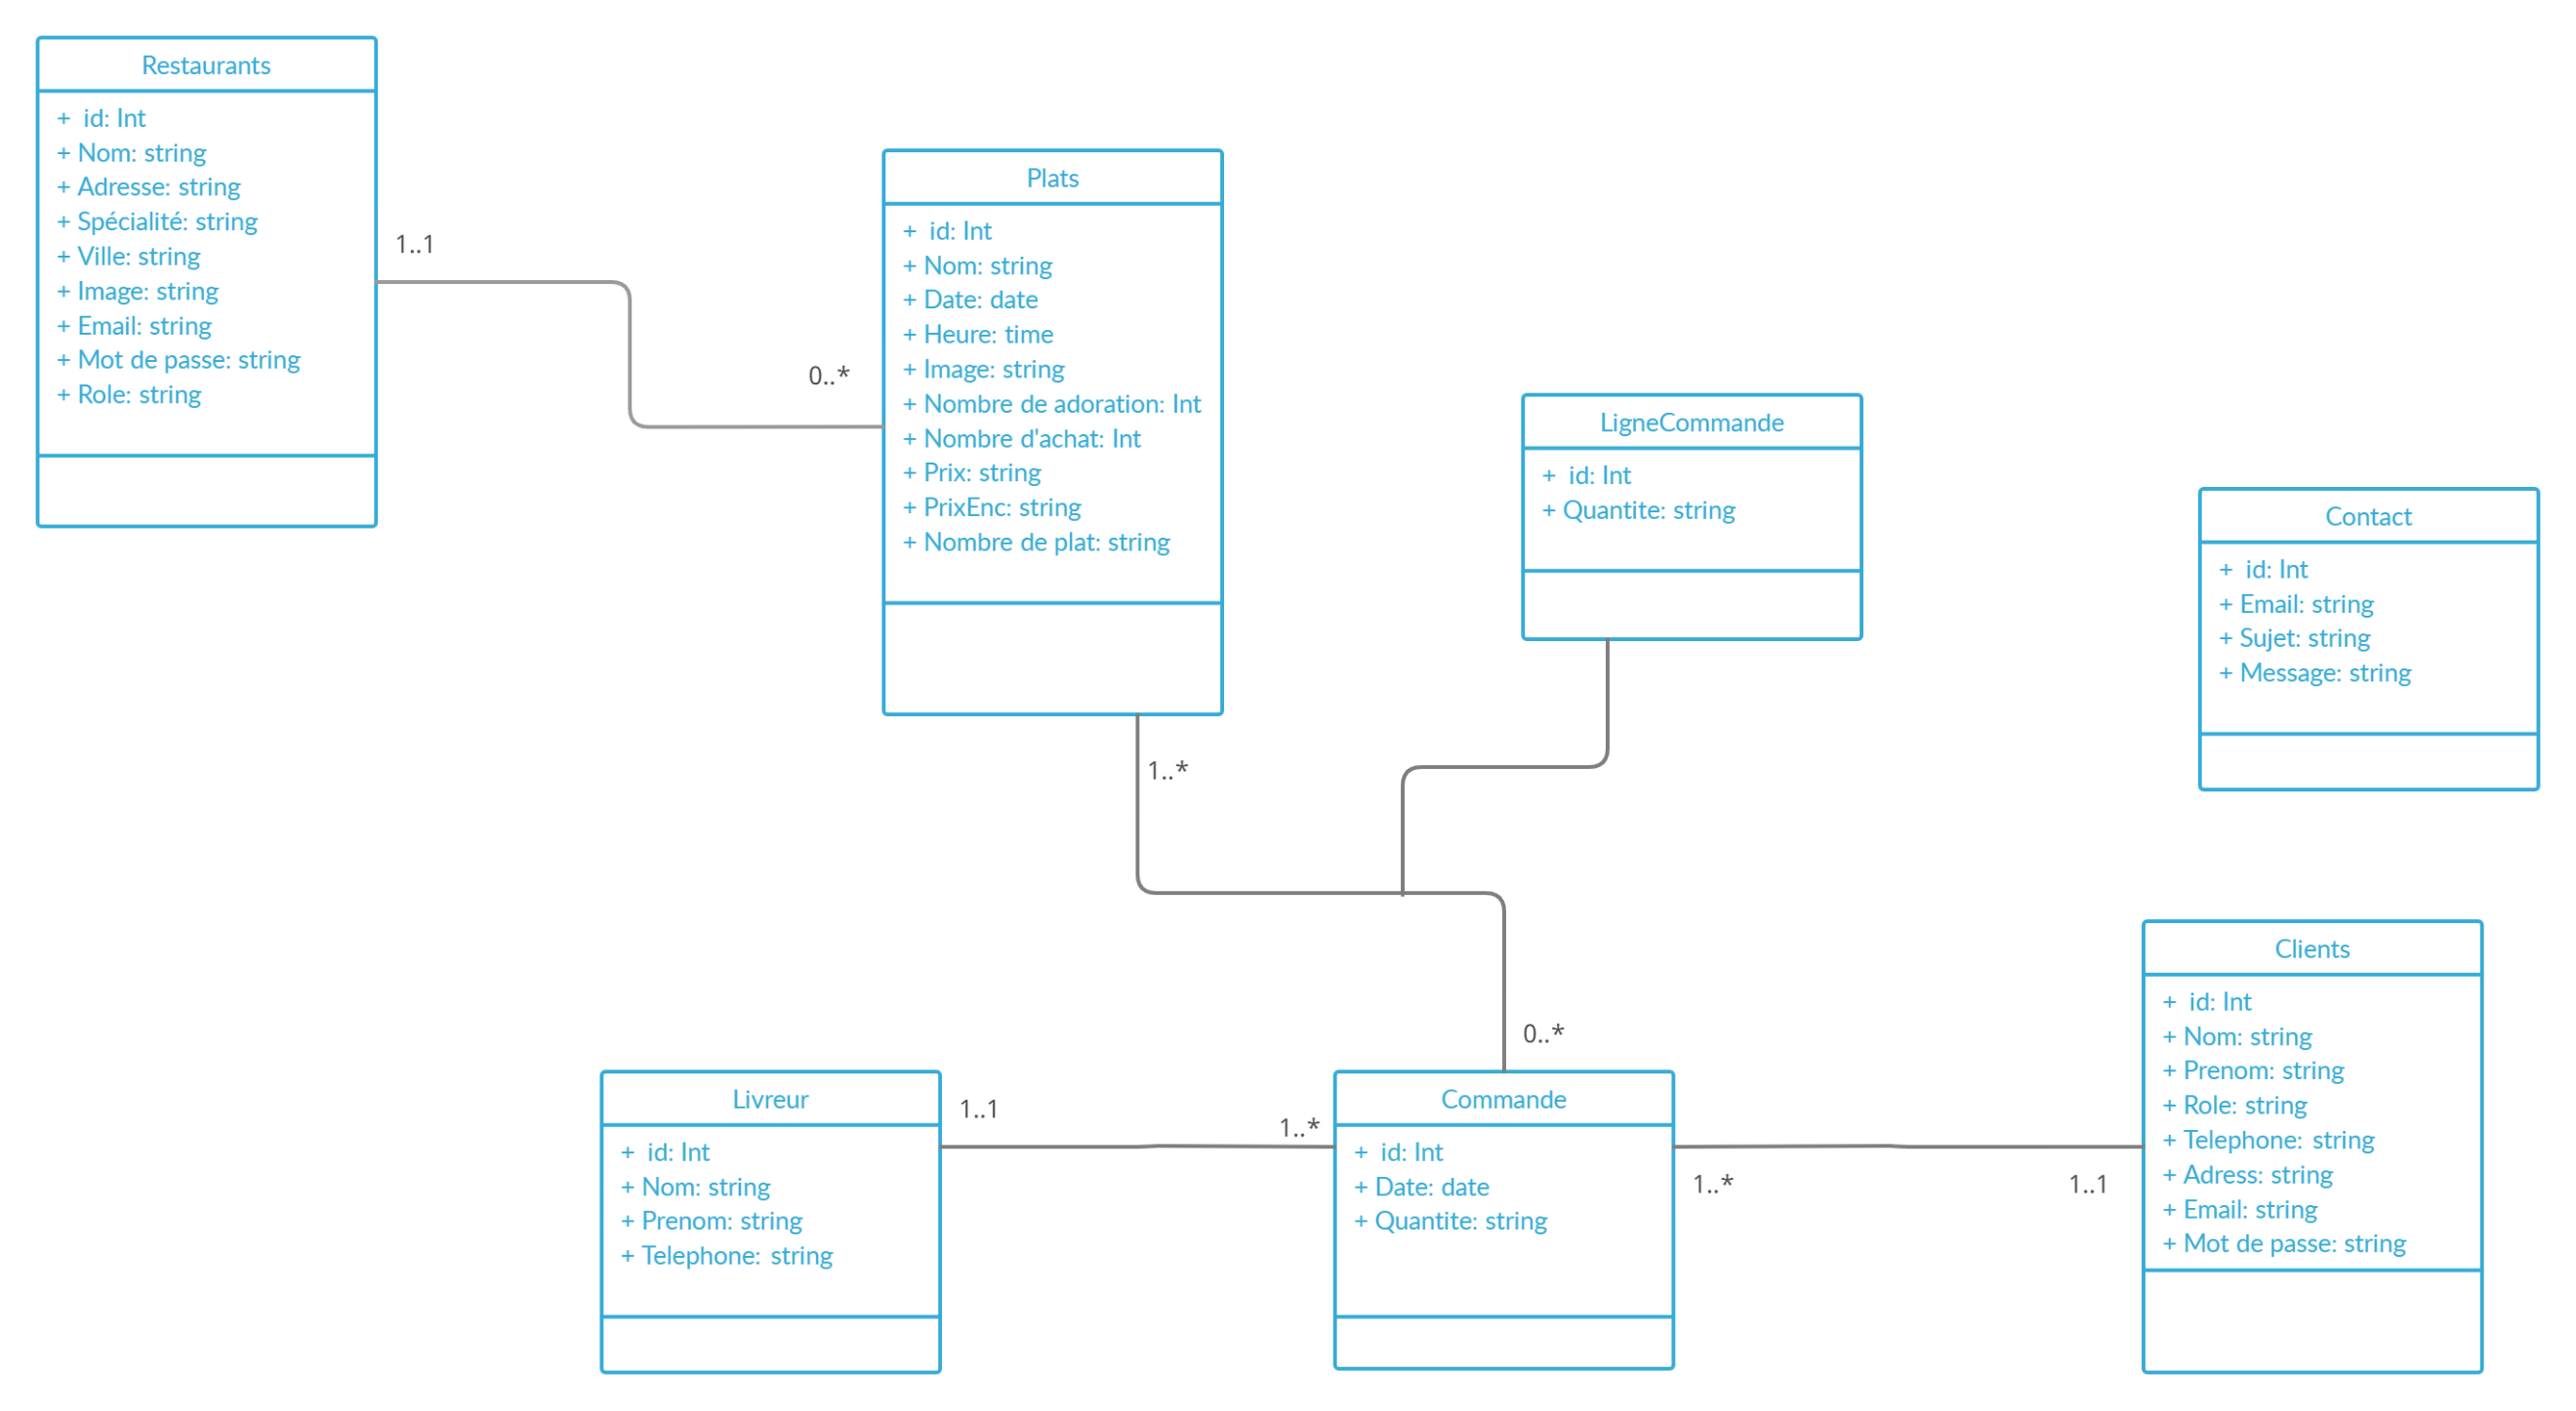 Restaurants
+ id: Int
+ Nom: string
+ Adresse: string
+ Spécialité: string
+ Ville: string
+ Image: string
+ Email: string
+ Mot de passe: string
+ Role: string
1..1
0..*
Plats
+ id: Int
+ Nom: string
+ Date: date
+ Heure: time
+ Image: string
+ Nombre de adoration: Int
+ Nombre d'achat: Int
+ Prix: string
+ PrixEnc: string
+ Nombre de plat: string
1..*
LigneCommande
+ id: Int
+ Quantite: string
Contact
+ id: Int
+ Email: string
+ Sujet: string
+ Message: string
0..*
Livreur
+ id: Int
+ Nom: string
+ Prenom: string
+ Telephone: string
1..1
1..*
Commande
+ id: Int
+ Date: date
+ Quantite: string
1..*
1..1
Clients
+ id: Int
+ Nom: string
+ Prenom: string
+ Role: string
+ Telephone: string
+ Adress: string
+ Email: string
+ Mot de passe: string